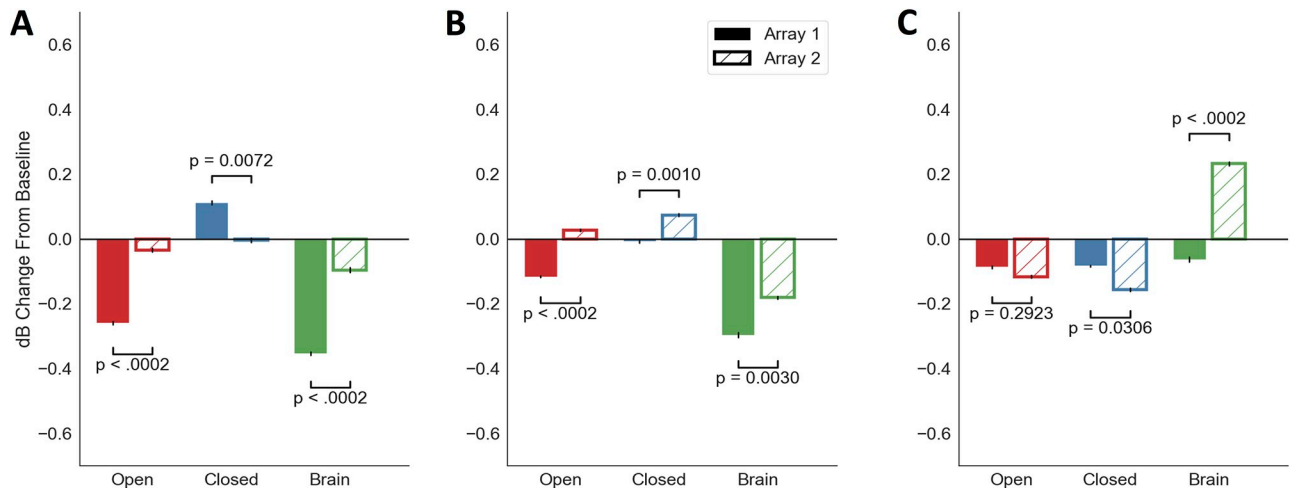 A
dB Change From Baseline
0.6
0.4
0.2
0.0
−0.2
−0.4
−0.6
p < .0002
p = 0.0072
p < .0002
Open Closed Brain
B
Array 1
Array 2
0.6
0.4
0.2
0.0
−0.2
−0.4
−0.6
p < .0002
p = 0.0010
p = 0.0030
Open Closed Brain
C
0.6
0.4
0.2
0.0
−0.2
−0.4
−0.6
p = 0.2923
p = 0.0306
p < .0002
Open Closed Brain